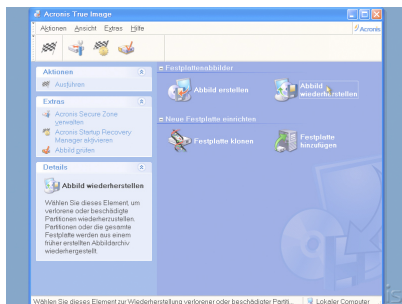 Acronis True Image
Aktionen Ansicht Extras Hilfe
Acronis
Aktionen
Ausführen
Extras
Acronis Secure Zone
verwalten
Acronis Startup Recovery
Manager aktivieren
Abbild prüfen
Details
Abbild wiederherstellen
Wählen Sie dieses Element, um
verlorene oder beschädigte
Partitionen wiederherzustellen.
Partitionen oder die gesamte
Festplatte werden aus einem
früher erstellten Abbildarchiv
wiederhergestellt.
Festplattenabbilder
Abbild erstellen
Abbild
wiederherstellen
Neue Festplatte einrichten
Festplatte klonen
Festplatte
hinzufügen
Wählen Sie dieses Element zur Wiederherstellung verlorener oder beschädigter Partiti...
Lokaler Computer
is